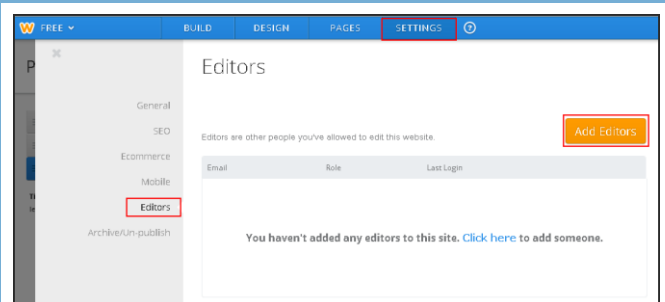 FREE
BUILD DESIGN PAGES SETTINGS ?
P
Editors
General
SEO
Ecommerce
Mobile
Editors
Archive/Un-publish
Editors are other people you've allowed to edit this website.
Add Editors
Email Role Last Login
You haven't added any editors to this site. Click here to add someone.